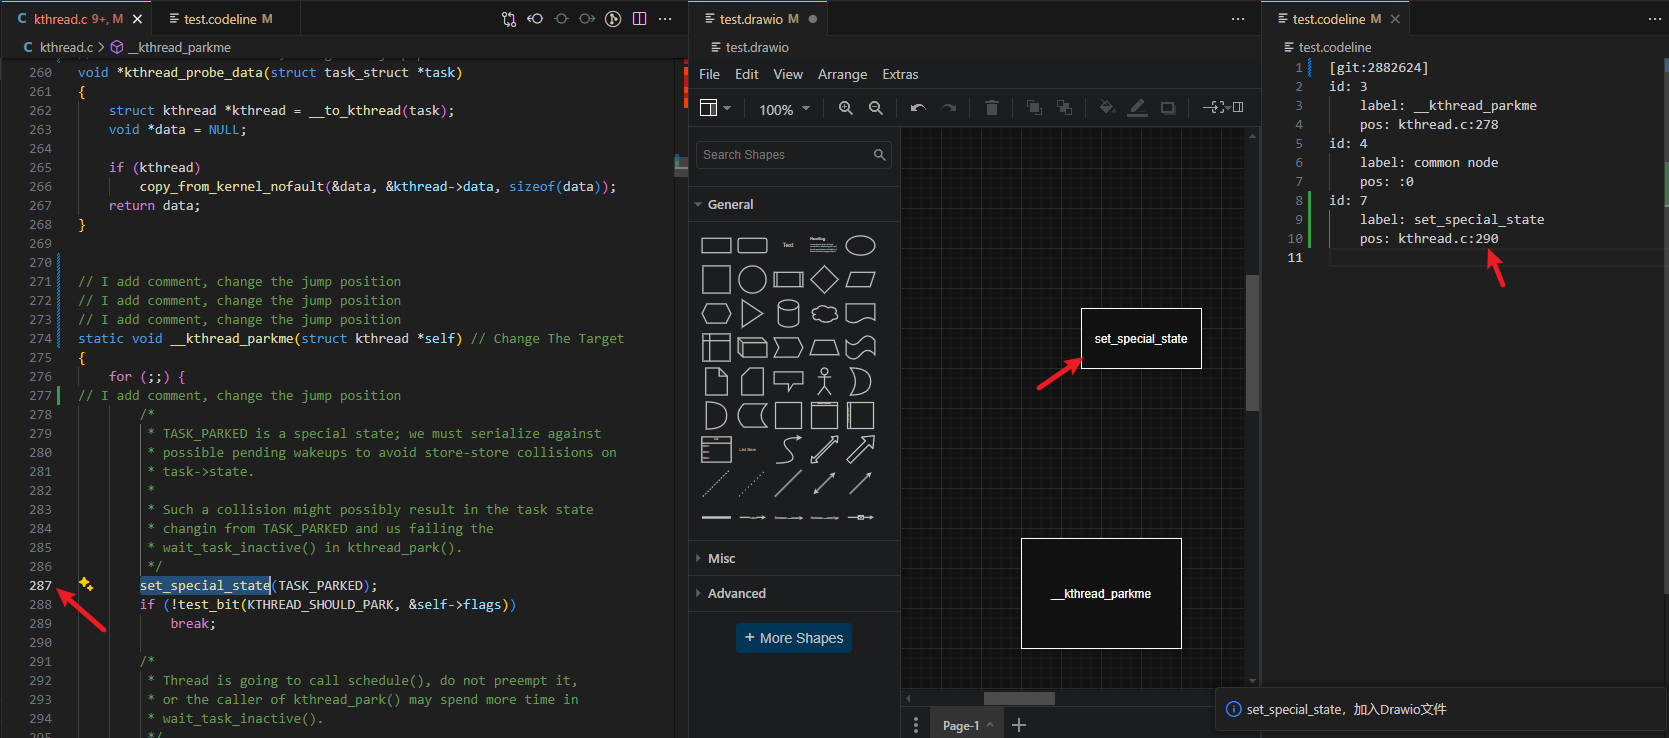 kthread.c 9+, M
test.codeline M
kthread.c > __kthread_parkme
260 void *kthread_probe_data(struct task_struct *task)
261 {
262 struct kthread *kthread = __to_kthread(task);
263 void *data = NULL;
264
265 if (kthread)
266 copy_from_kernel_nofault(&data, &kthread->data, sizeof(data));
267 return data;
268 }
269
270
271 // I add comment, change the jump position
272 // I add comment, change the jump position
273 // I add comment, change the jump position
274 static void __kthread_parkme(struct kthread *self) // Change The Target
275 {
276 for (;;) {
277 // I add comment, change the jump position
278 /*
279 * TASK_PARKED is a special state; we must serialize against
280 * possible pending wakeups to avoid store-store collisions on
281 * task->state.
282 *
283 * Such a collision might possibly result in the task state
284 * changin from TASK_PARKED and us failing the
285 * wait_task_inactive() in kthread_park().
286 */
287 set_special_state(TASK_PARKED);
288 if (!test_bit(KTHREAD_SHOULD_PARK, &self->flags))
289 break;
290
291 /*
292 * Thread is going to call schedule(), do not preempt it,
293 * or the caller of kthread_park() may spend more time in
294 * wait_task_inactive().
295 */
test.drawio M
test.drawio
File Edit View Arrange Extras
100%
Search Shapes
General
Text
Heading
List Item
Misc
Advanced
+ More Shapes
set_special_state
__kthread_parkme
Page-1
test.codeline M
test.codeline
1 [git:2882624]
2 id: 3
3 label: __kthread_parkme
4 pos: kthread.c:278
5 id: 4
6 label: common node
7 pos: :0
8 id: 7
9 label: set_special_state
10 pos: kthread.c:290
11
set_special_state，加入Drawio文件